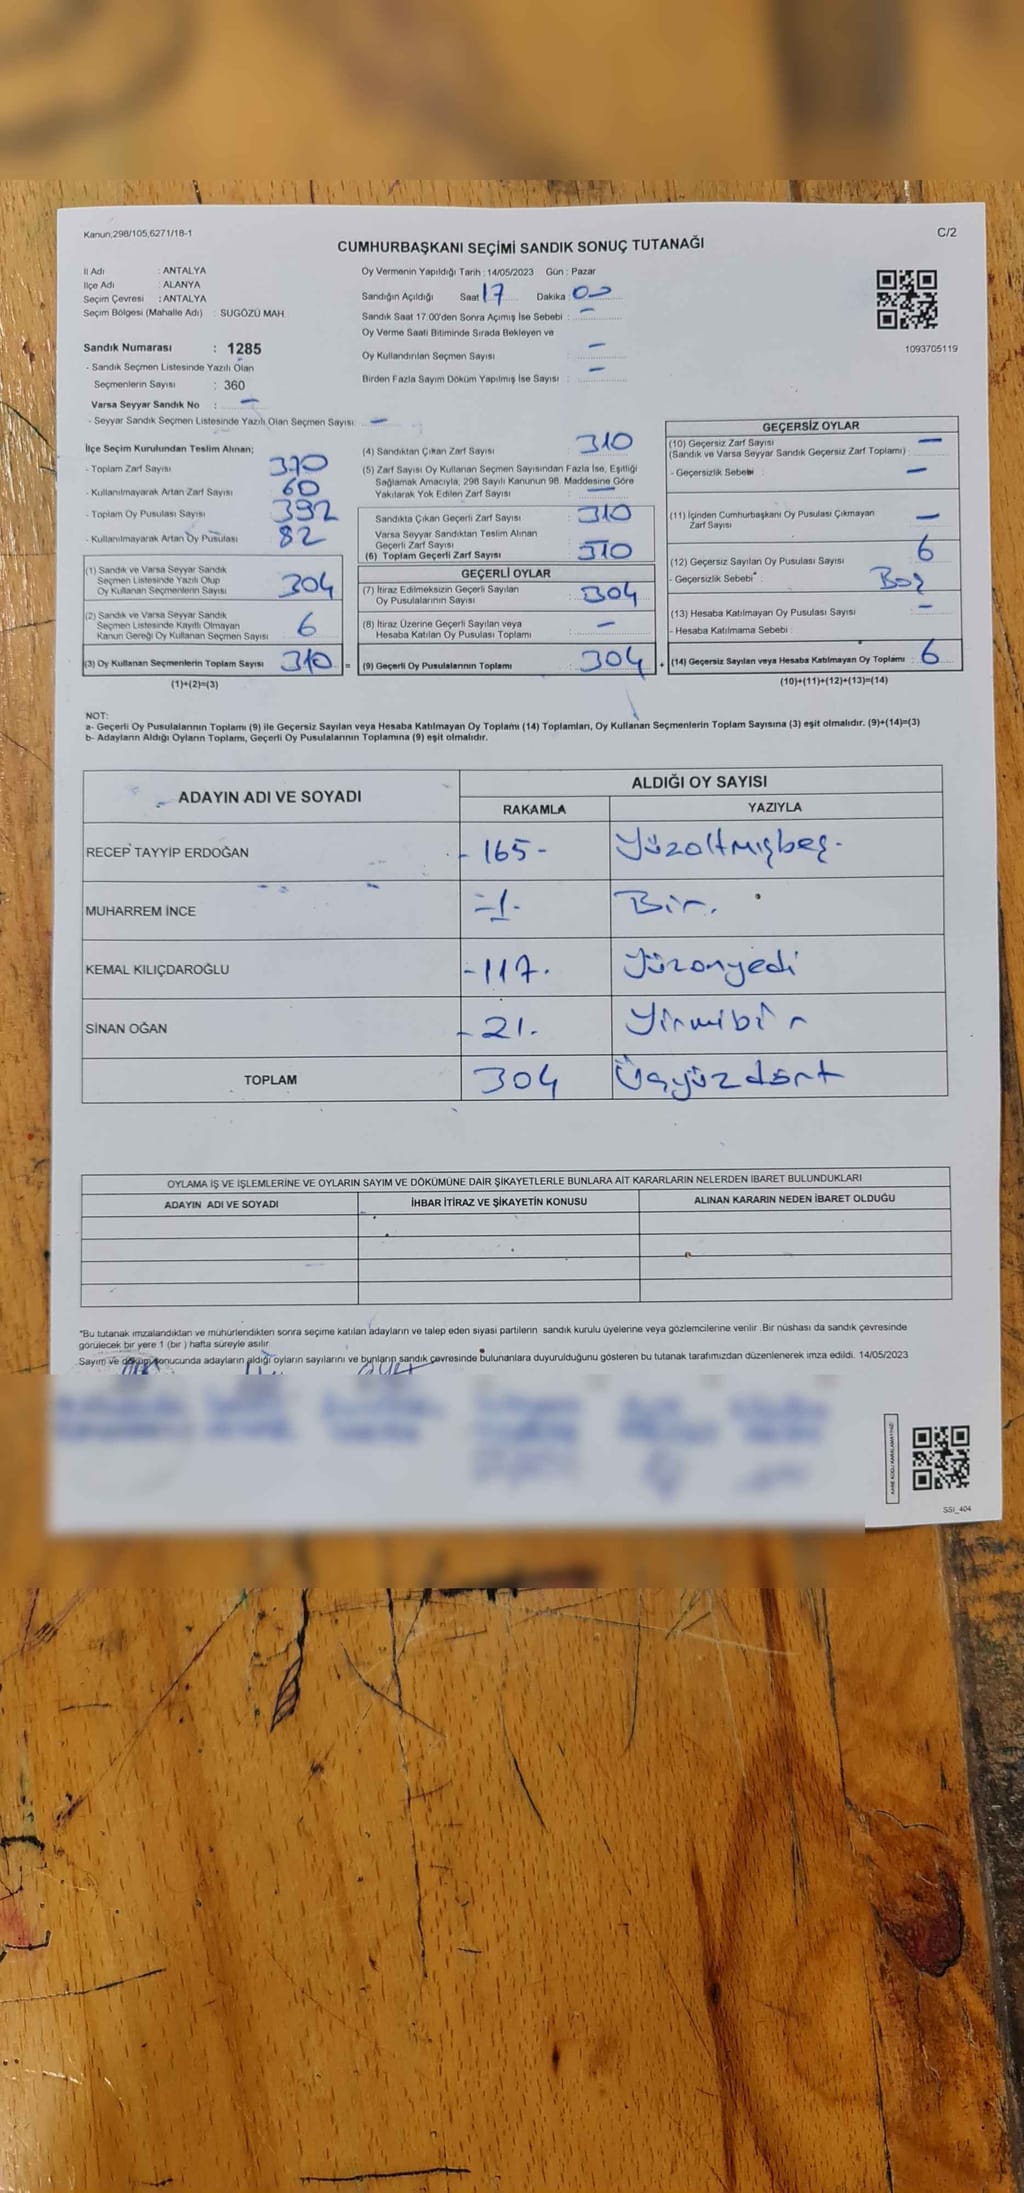 Kanun;298/105,6271/18-1
C/2
CUMHURBAŞKANI SEÇİMİ SANDIK SONUÇ TUTANAĞI
İl Adı : ANTALYA
İlçe Adı : ALANYA
Seçim Çevresi : ANTALYA
Seçim Bölgesi (Mahalle Adı) : SUGÖZÜ MAH
Oy Vermenin Yapıldığı Tarih : 14/05/2023 Gün : Pazar
Sandığın Açıldığı Saat 17 Dakika : 00
Sandık Saat 17:00'den Sonra Açımış İse Sebebi : -
Oy Verme Saati Bitiminde Sırada Bekleyen ve
Oy Kullandırılan Seçmen Sayısı : -
Birden Fazla Sayım Döküm Yapılmış İse Sayısı : -
1093705119
Sandık Numarası : 1285
- Sandık Seçmen Listesinde Yazılı Olan
Seçmenlerin Sayısı : 360
Varsa Seyyar Sandık No : -
- Seyyar Sandık Seçmen Listesinde Yazılı Olan Seçmen Sayısı: -
İlçe Seçim Kurulundan Teslim Alınan;
- Toplam Zarf Sayısı 370
- Kullanılmayarak Artan Zarf Sayısı 60
- Toplam Oy Pusulası Sayısı 392
- Kullanılmayarak Artan Oy Pusulası 82
(1) Sandık ve Varsa Seyyar Sandık
Seçmen Listesinde Yazılı Olup
Oy Kullanan Seçmenlerin Sayısı 304
(2) Sandık ve Varsa Seyyar Sandık
Seçmen Listesinde Kayıtlı Olmayan
Kanun Gereği Oy Kullanan Seçmen Sayısı 6
(3) Oy Kullanan Seçmenlerin Toplam Sayısı 310 =
(1)+(2)=(3)
(4) Sandıktan Çıkan Zarf Sayısı : 310
(5) Zarf Sayısı Oy Kullanan Seçmen Sayısından Fazla İse, Eşitliği
Sağlamak Amacıyla, 298 Sayılı Kanunun 98. Maddesine Göre
Yakılarak Yok Edilen Zarf Sayısı : -
Sandıkta Çıkan Geçerli Zarf Sayısı : 310
Varsa Seyyar Sandıktan Teslim Alınan
Geçerli Zarf Sayısı :
(6) Toplam Geçerli Zarf Sayısı : 310
GEÇERLİ OYLAR
(7) İtiraz Edilmeksizin Geçerli Sayılan
Oy Pusulalarının Sayısı : 304
(8) İtiraz Üzerine Geçerli Sayılan veya
Hesaba Katılan Oy Pusulası Toplamı : -
(9) Geçerli Oy Pusulalarının Toplamı : 304 +
GEÇERSİZ OYLAR
(10) Geçersiz Zarf Sayısı -
(Sandık ve Varsa Seyyar Sandık Geçersiz Zarf Toplamı)
- Geçersizlik Sebebi : -
(11) İçinden Cumhurbaşkanı Oy Pusulası Çıkmayan
Zarf Sayısı -
(12) Geçersiz Sayılan Oy Pusulası Sayısı 6
- Geçersizlik Sebebi : Boş
(13) Hesaba Katılmayan Oy Pusulası Sayısı -
- Hesaba Katılmama Sebebi :
(14) Geçersiz Sayılan veya Hesaba Katılmayan Oy Toplamı : 6
(10)+(11)+(12)+(13)=(14)
NOT:
a- Geçerli Oy Pusulalarının Toplamı (9) ile Geçersiz Sayılan veya Hesaba Katılmayan Oy Toplamı (14) Toplamları, Oy Kullanan Seçmenlerin Toplam Sayısına (3) eşit olmalıdır. (9)+(14)=(3)
b- Adayların Aldığı Oyların Toplamı, Geçerli Oy Pusulalarının Toplamına (9) eşit olmalıdır.
ADAYIN ADI VE SOYADI
ALDIĞI OY SAYISI
RAKAMLA YAZIYLA
RECEP TAYYİP ERDOĞAN - 165 - Yüzaltmışbeş.
MUHARREM İNCE -1- Bir.
KEMAL KILIÇDAROĞLU - 117. Yüzonyedi
SİNAN OĞAN - 21. Yirmibir
TOPLAM 304 Üçyüzdört
OYLAMA İŞ VE İŞLEMLERİNE VE OYLARIN SAYIM VE DÖKÜMÜNE DAİR ŞİKAYETLERLE BUNLARA AİT KARARLARIN NELERDEN İBARET BULUNDUKLARI
ADAYIN ADI VE SOYADI İHBAR İTİRAZ VE ŞİKAYETİN KONUSU ALINAN KARARIN NEDEN İBARET OLDUĞU
*Bu tutanak imzalandıktan ve mühürlendikten sonra seçime katılan adayların ve talep eden siyasi partilerin sandık kurulu üyelerine veya gözlemcilerine verilir. Bir nüshası da sandık çevresinde
görülecek bir yere 1 (bir ) hafta süreyle asılır.
Sayım ve döküm sonucunda adayların aldığı oyların sayılarını ve bunların sandık çevresinde bulunanlara duyurulduğunu gösteren bu tutanak tarafımızdan düzenlenerek imza edildi. 14/05/2023
KARE KODU KARALAMAYINIZ!
SSI_404